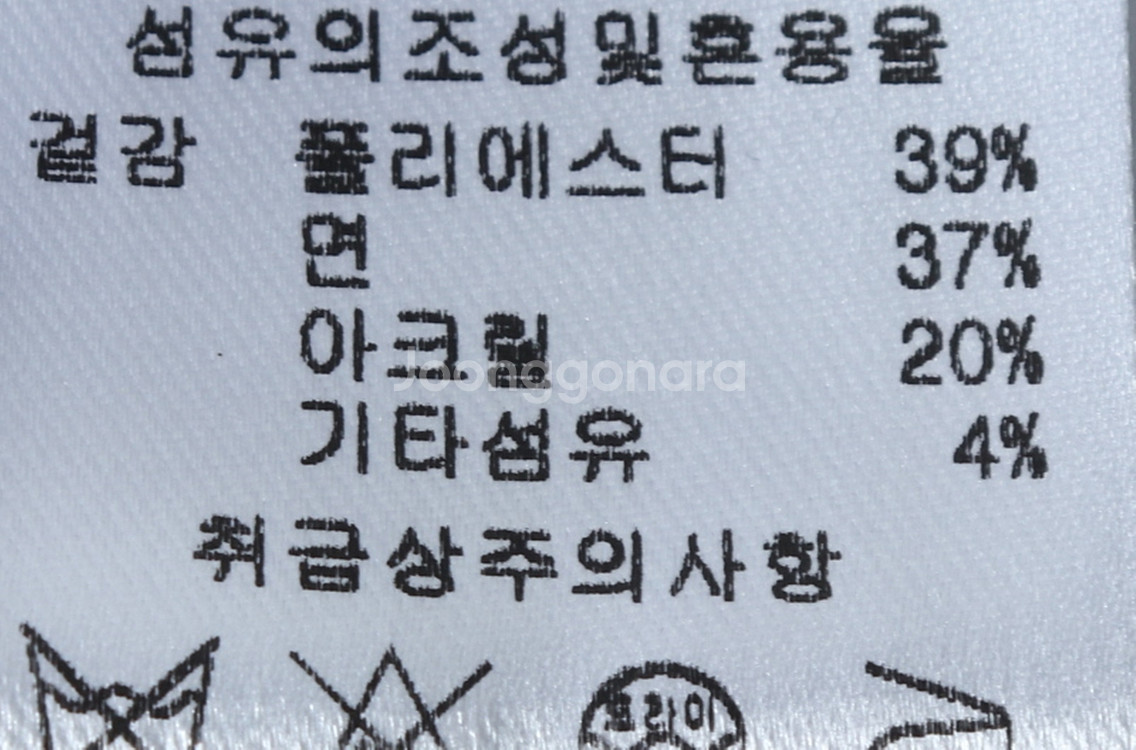 섬유의조성및혼용율
겉감 폴리에스터 39%
면 37%
아크릴 20%
Joonggonara
기타섬유 4%
취급상주의사항
드라이